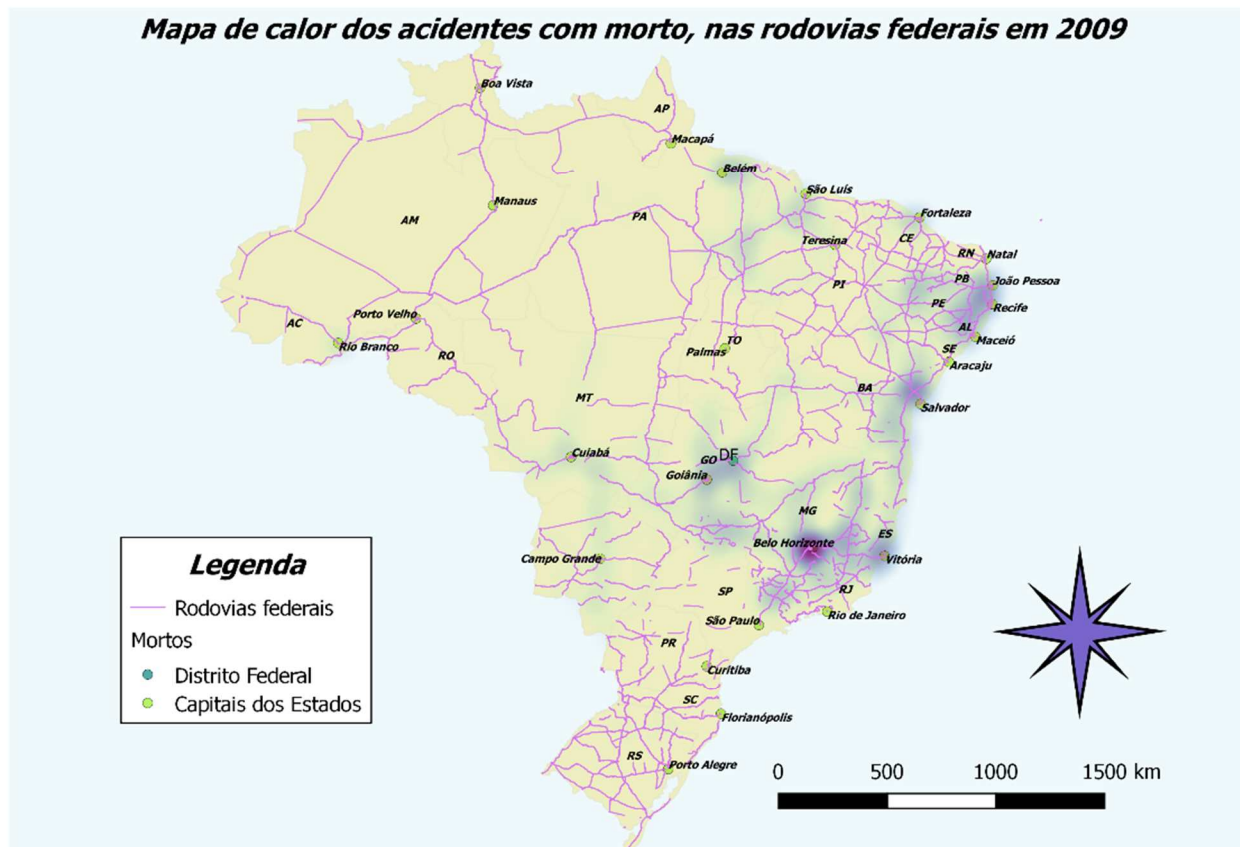 Mapa de calor dos acidentes com morto, nas rodovias federais em 2009
Boa Vista
AP
Macapá
Belém
São Luís
Manaus
AM
PA
Fortaleza
Teresina
CE
RN
Natal
PI
PB
João Pessoa
PE
Recife
AC
Porto Velho
Rio Branco
RO
TO
Palmas
AL
Maceió
SE
Aracaju
MT
BA
Salvador
Cuiabá
GO
DF
Goiânia
MG
Belo Horizonte
ES
Vitória
Campo Grande
SP
RJ
São Paulo
Rio de Janeiro
PR
Curitiba
SC
Florianópolis
RS
Porto Alegre
Legenda
Rodovias federais
Mortos
Distrito Federal
Capitais dos Estados
0 500 1000 1500 km